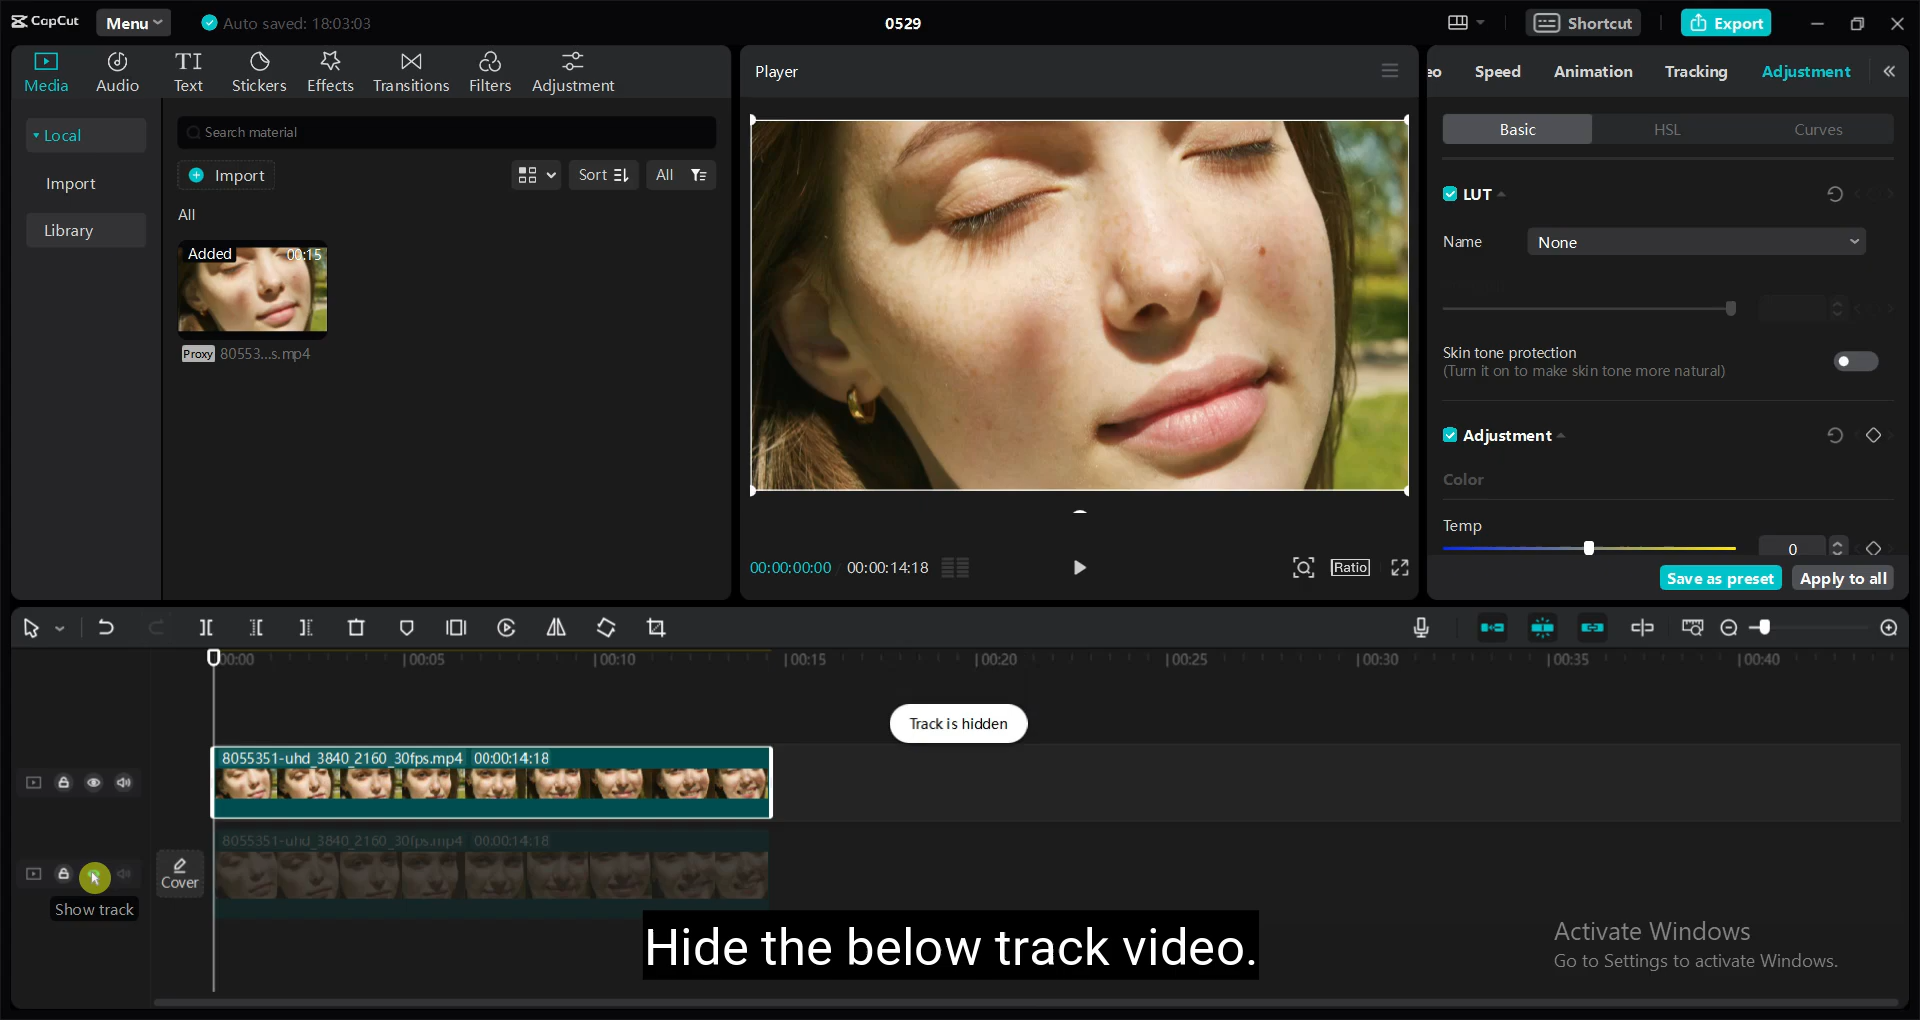 CapCut
Menu
Auto saved: 18:03:03
0529
Shortcut
Export
Media
Audio
TI
Text
Stickers
Effects
Transitions
Filters
Adjustment
Local
Import
Library
Search material
Import
Sort
All
All
Added
00:15
Proxy
80553...s.mp4
Player
00:00:00:00
00:00:14:18
Ratio
eo
Speed
Animation
Tracking
Adjustment
Basic
HSL
Curves
LUT
Name
None
Skin tone protection
(Turn it on to make skin tone more natural)
Adjustment
Color
Temp
0
Save as preset
Apply to all
00:00
00:05
00:10
00:15
00:20
00:25
00:30
00:35
00:40
Track is hidden
8055351-uhd_3840_2160_30fps.mp4 00:00:14:18
8055351-uhd_3840_2160_30fps.mp4 00:00:14:18
Cover
Show track
Hide the below track video.
Activate Windows
Go to Settings to activate Windows.